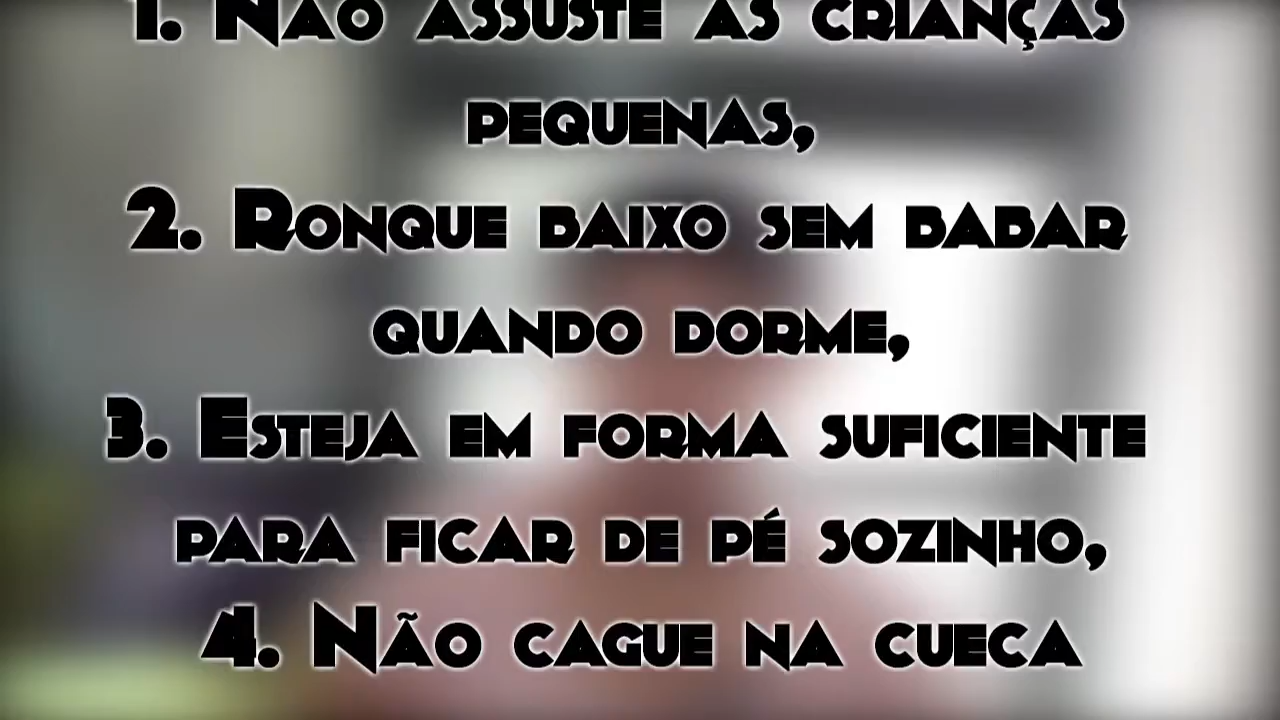 1. Não assuste as crianças
pequenas,
2. Ronque baixo sem babar
quando dorme,
3. Esteja em forma suficiente
para ficar de pé sozinho,
4. Não cague na cueca